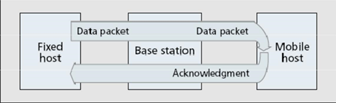 Data packet
Data packet
Fixed
host
Base station
Mobile
host
Acknowledgment